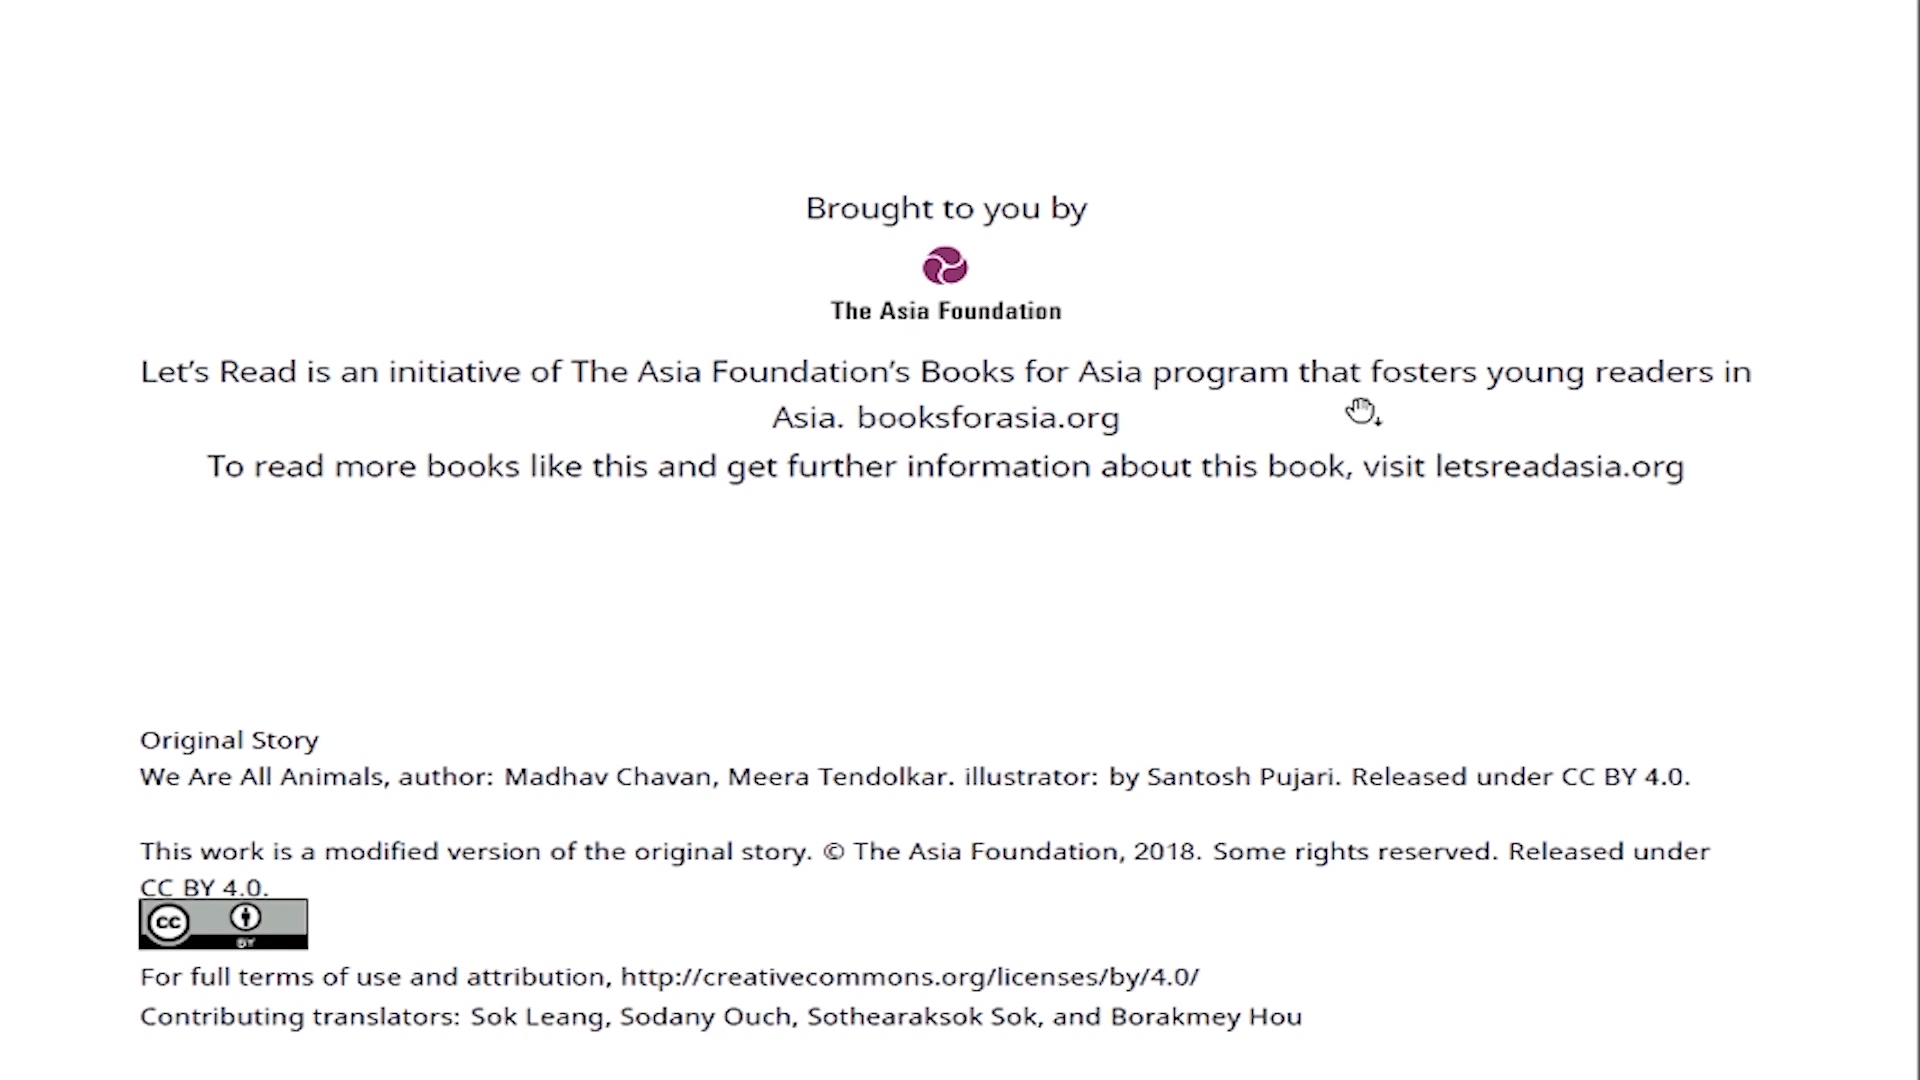 Brought to you by
The Asia Foundation
Let’s Read is an initiative of The Asia Foundation’s Books for Asia program that fosters young readers in
Asia. booksforasia.org
To read more books like this and get further information about this book, visit letsreadasia.org
Original Story
We Are All Animals, author: Madhav Chavan, Meera Tendolkar. illustrator: by Santosh Pujari. Released under CC BY 4.0.
This work is a modified version of the original story. © The Asia Foundation, 2018. Some rights reserved. Released under
CC BY 4.0.
cc
BY
For full terms of use and attribution, http://creativecommons.org/licenses/by/4.0/
Contributing translators: Sok Leang, Sodany Ouch, Sothearaksok Sok, and Borakmey Hou